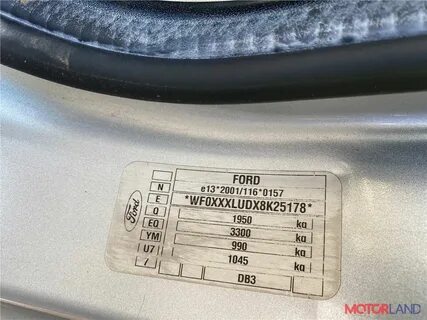 FORD
e13*2001/116*0157
*WF0XXXLUDX8K25178*
1950 kg
3300 kg
990 kg
1045 kg
DB3
N
E
Q
EQ
YM
U7
/
Ford
MOTORLAND